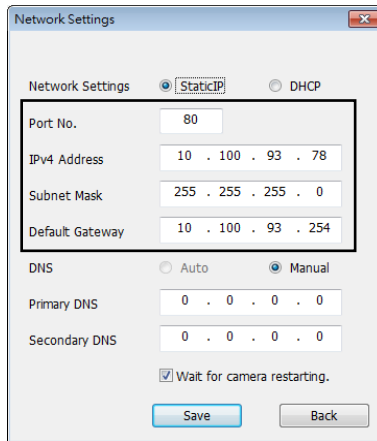 Network Settings
Network Settings StaticIP DHCP
Port No. 80
IPv4 Address 10 . 100 . 93 . 78
Subnet Mask 255 . 255 . 255 . 0
Default Gateway 10 . 100 . 93 . 254
DNS Auto Manual
Primary DNS 0 . 0 . 0 . 0
Secondary DNS 0 . 0 . 0 . 0
Wait for camera restarting.
Save Back